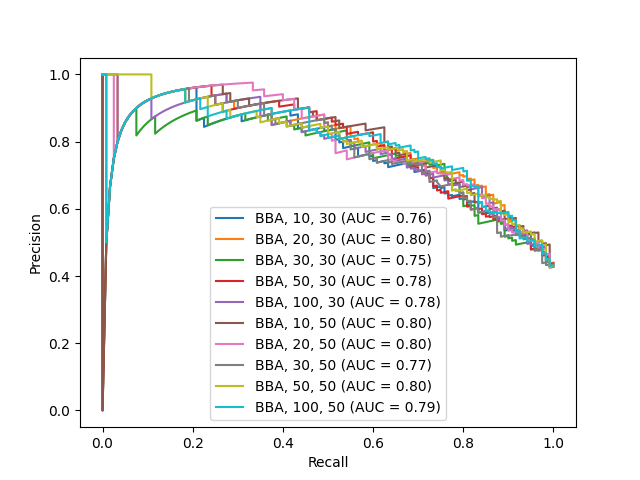 1.0
0.8
0.6
0.4
0.2
0.0
Precision
BBA, 10, 30 (AUC = 0.76)
BBA, 20, 30 (AUC = 0.80)
BBA, 30, 30 (AUC = 0.75)
BBA, 50, 30 (AUC = 0.78)
BBA, 100, 30 (AUC = 0.78)
BBA, 10, 50 (AUC = 0.80)
BBA, 20, 50 (AUC = 0.80)
BBA, 30, 50 (AUC = 0.77)
BBA, 50, 50 (AUC = 0.80)
BBA, 100, 50 (AUC = 0.79)
0.0 0.2 0.4 0.6 0.8 1.0
Recall